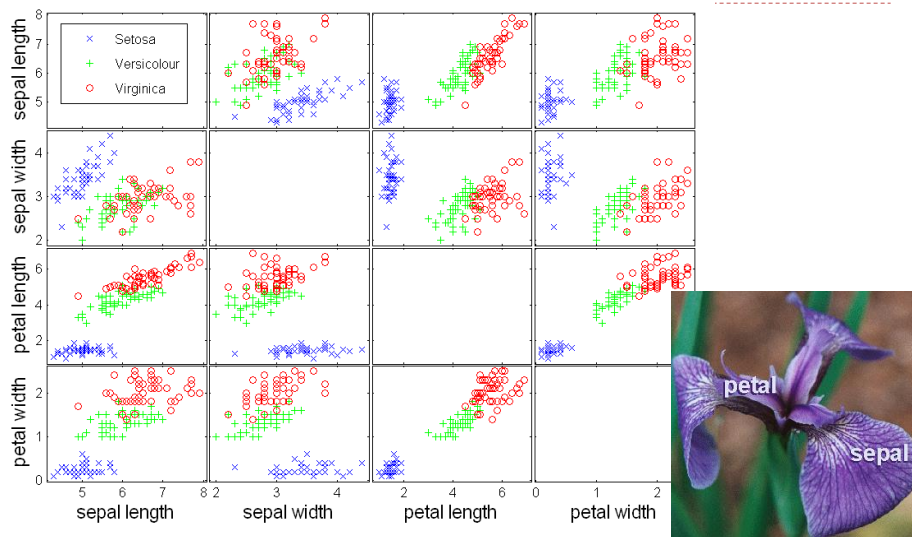 Setosa
Versicolour
Virginica
sepal length
8
7
6
5
sepal width
4
3
2
petal length
6
4
2
petal width
2
1
0
5 6 7 8
2 3 4
2 4 6
0 1 2
sepal length sepal width petal length petal width
petal
sepal